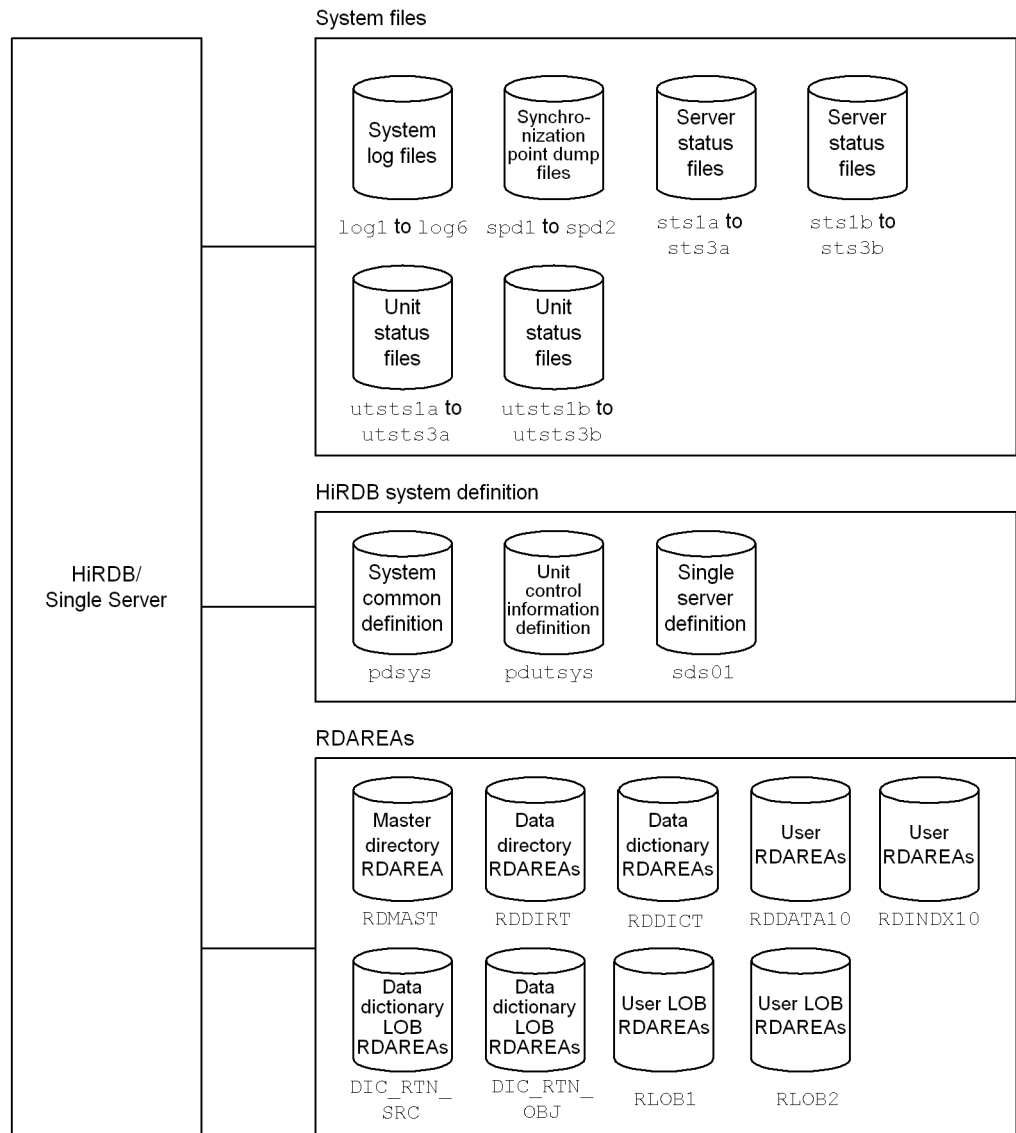 System files
System
log files
log1 to log6
Synchro-
nization
point dump
files
spd1 to spd2
Server
status
files
sts1a to
sts3a
Server
status
files
sts1b to
sts3b
Unit
status
files
utsts1a to
utsts3a
Unit
status
files
utsts1b to
utsts3b
HiRDB/
Single Server
HiRDB system definition
System
common
definition
pdsys
Unit
control
information
definition
pdutsys
Single
server
definition
sds01
RDAREAs
Master
directory
RDAREA
RDMAST
Data
directory
RDAREAs
RDDIRT
Data
dictionary
RDAREAs
RDDICT
User
RDAREAs
RDDATA10
User
RDAREAs
RDINDX10
Data
dictionary
LOB
RDAREAs
DIC_RTN_
SRC
Data
dictionary
LOB
RDAREAs
DIC_RTN_
OBJ
User LOB
RDAREAs
RLOB1
User LOB
RDAREAs
RLOB2